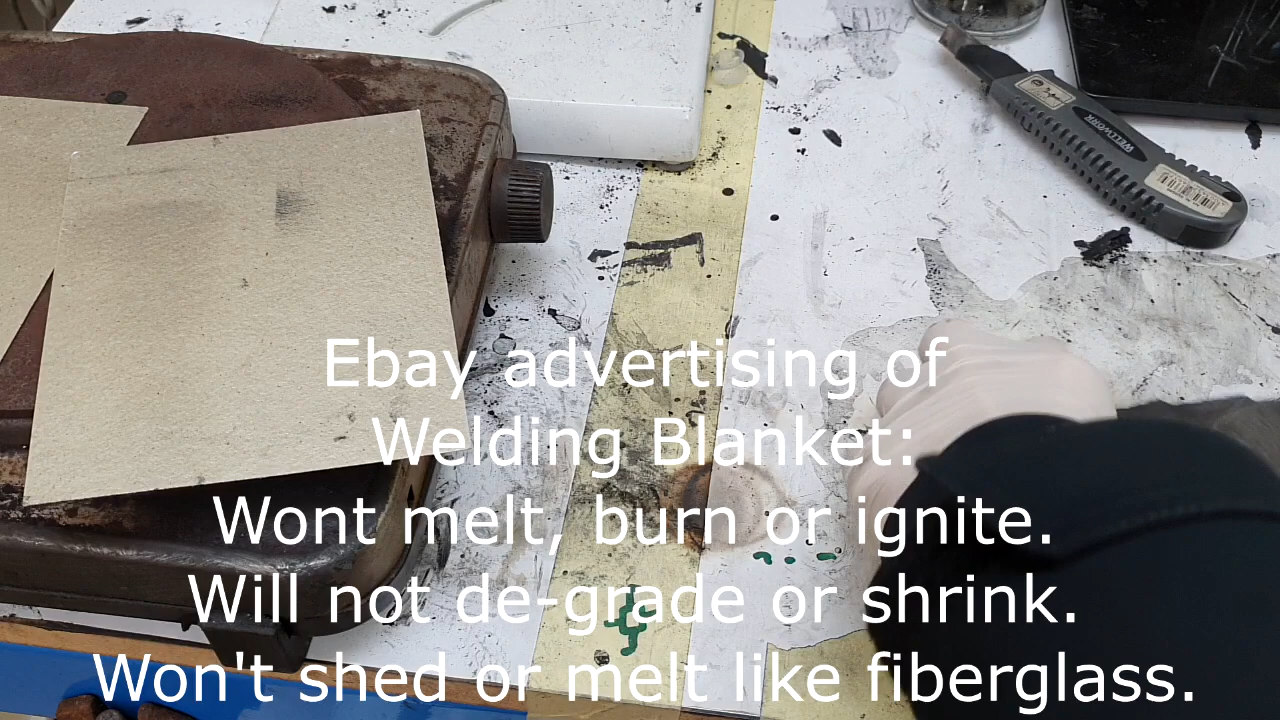 WELLWORK
Ebay advertising of
Welding Blanket:
Wont melt, burn or ignite.
Will not de-grade or shrink.
Won't shed or melt like fiberglass.